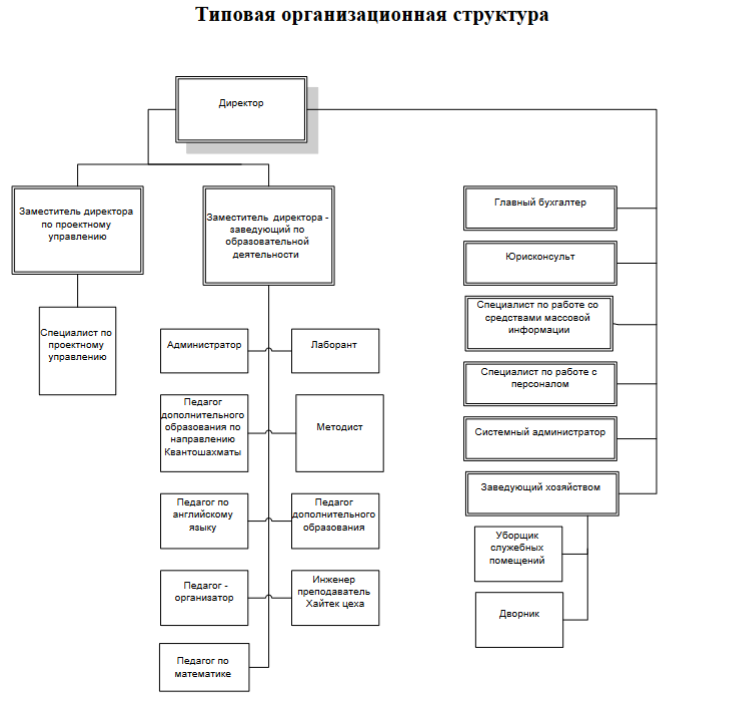 Типовая организационная структура
Директор
Заместитель директора
по проектному
управлению
Заместитель директора -
заведующий по
образовательной
деятельности
Специалист по
проектному
управлению
Администратор
Лаборант
Педагог
дополнительного
образования по
направлению
Квантошахматы
Методист
Педагог по
английскому
языку
Педагог
дополнительного
образования
Педагог -
организатор
Инженер
преподаватель
Хайтек цеха
Педагог по
математике
Главный бухгалтер
Юрисконсульт
Специалист по работе со
средствами массовой
информации
Специалист по работе с
персоналом
Системный администратор
Заведующий хозяйством
Уборщик
служебных
помещений
Дворник